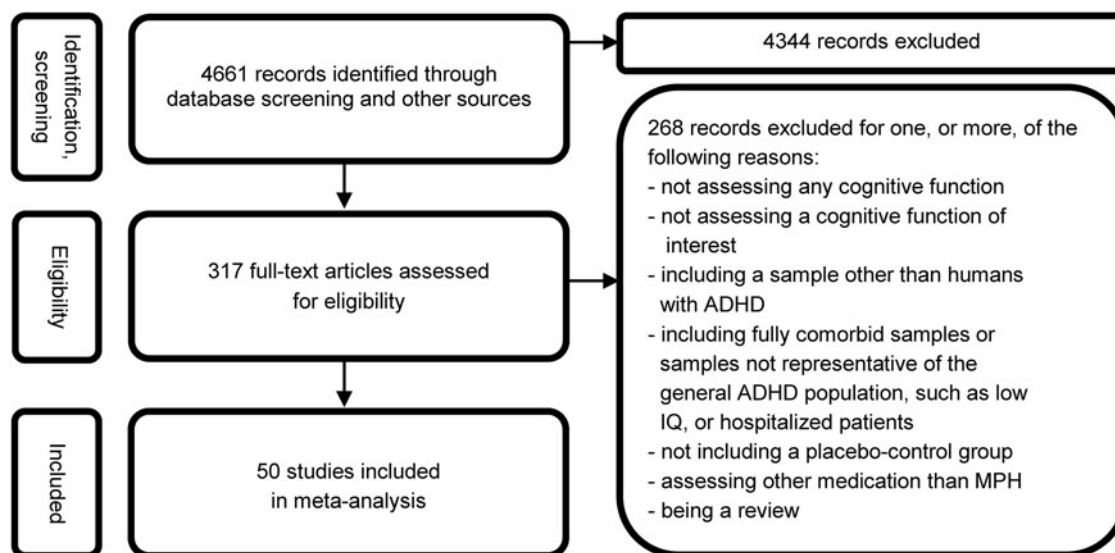 Identification,
screening
4661 records identified through
database screening and other sources
4344 records excluded
Eligibility
317 full-text articles assessed
for eligibility
268 records excluded for one, or more, of the
following reasons:
- not assessing any cognitive function
- not assessing a cognitive function of
interest
- including a sample other than humans
with ADHD
- including fully comorbid samples or
samples not representative of the
general ADHD population, such as low
IQ, or hospitalized patients
- not including a placebo-control group
- assessing other medication than MPH
- being a review
Included
50 studies included
in meta-analysis